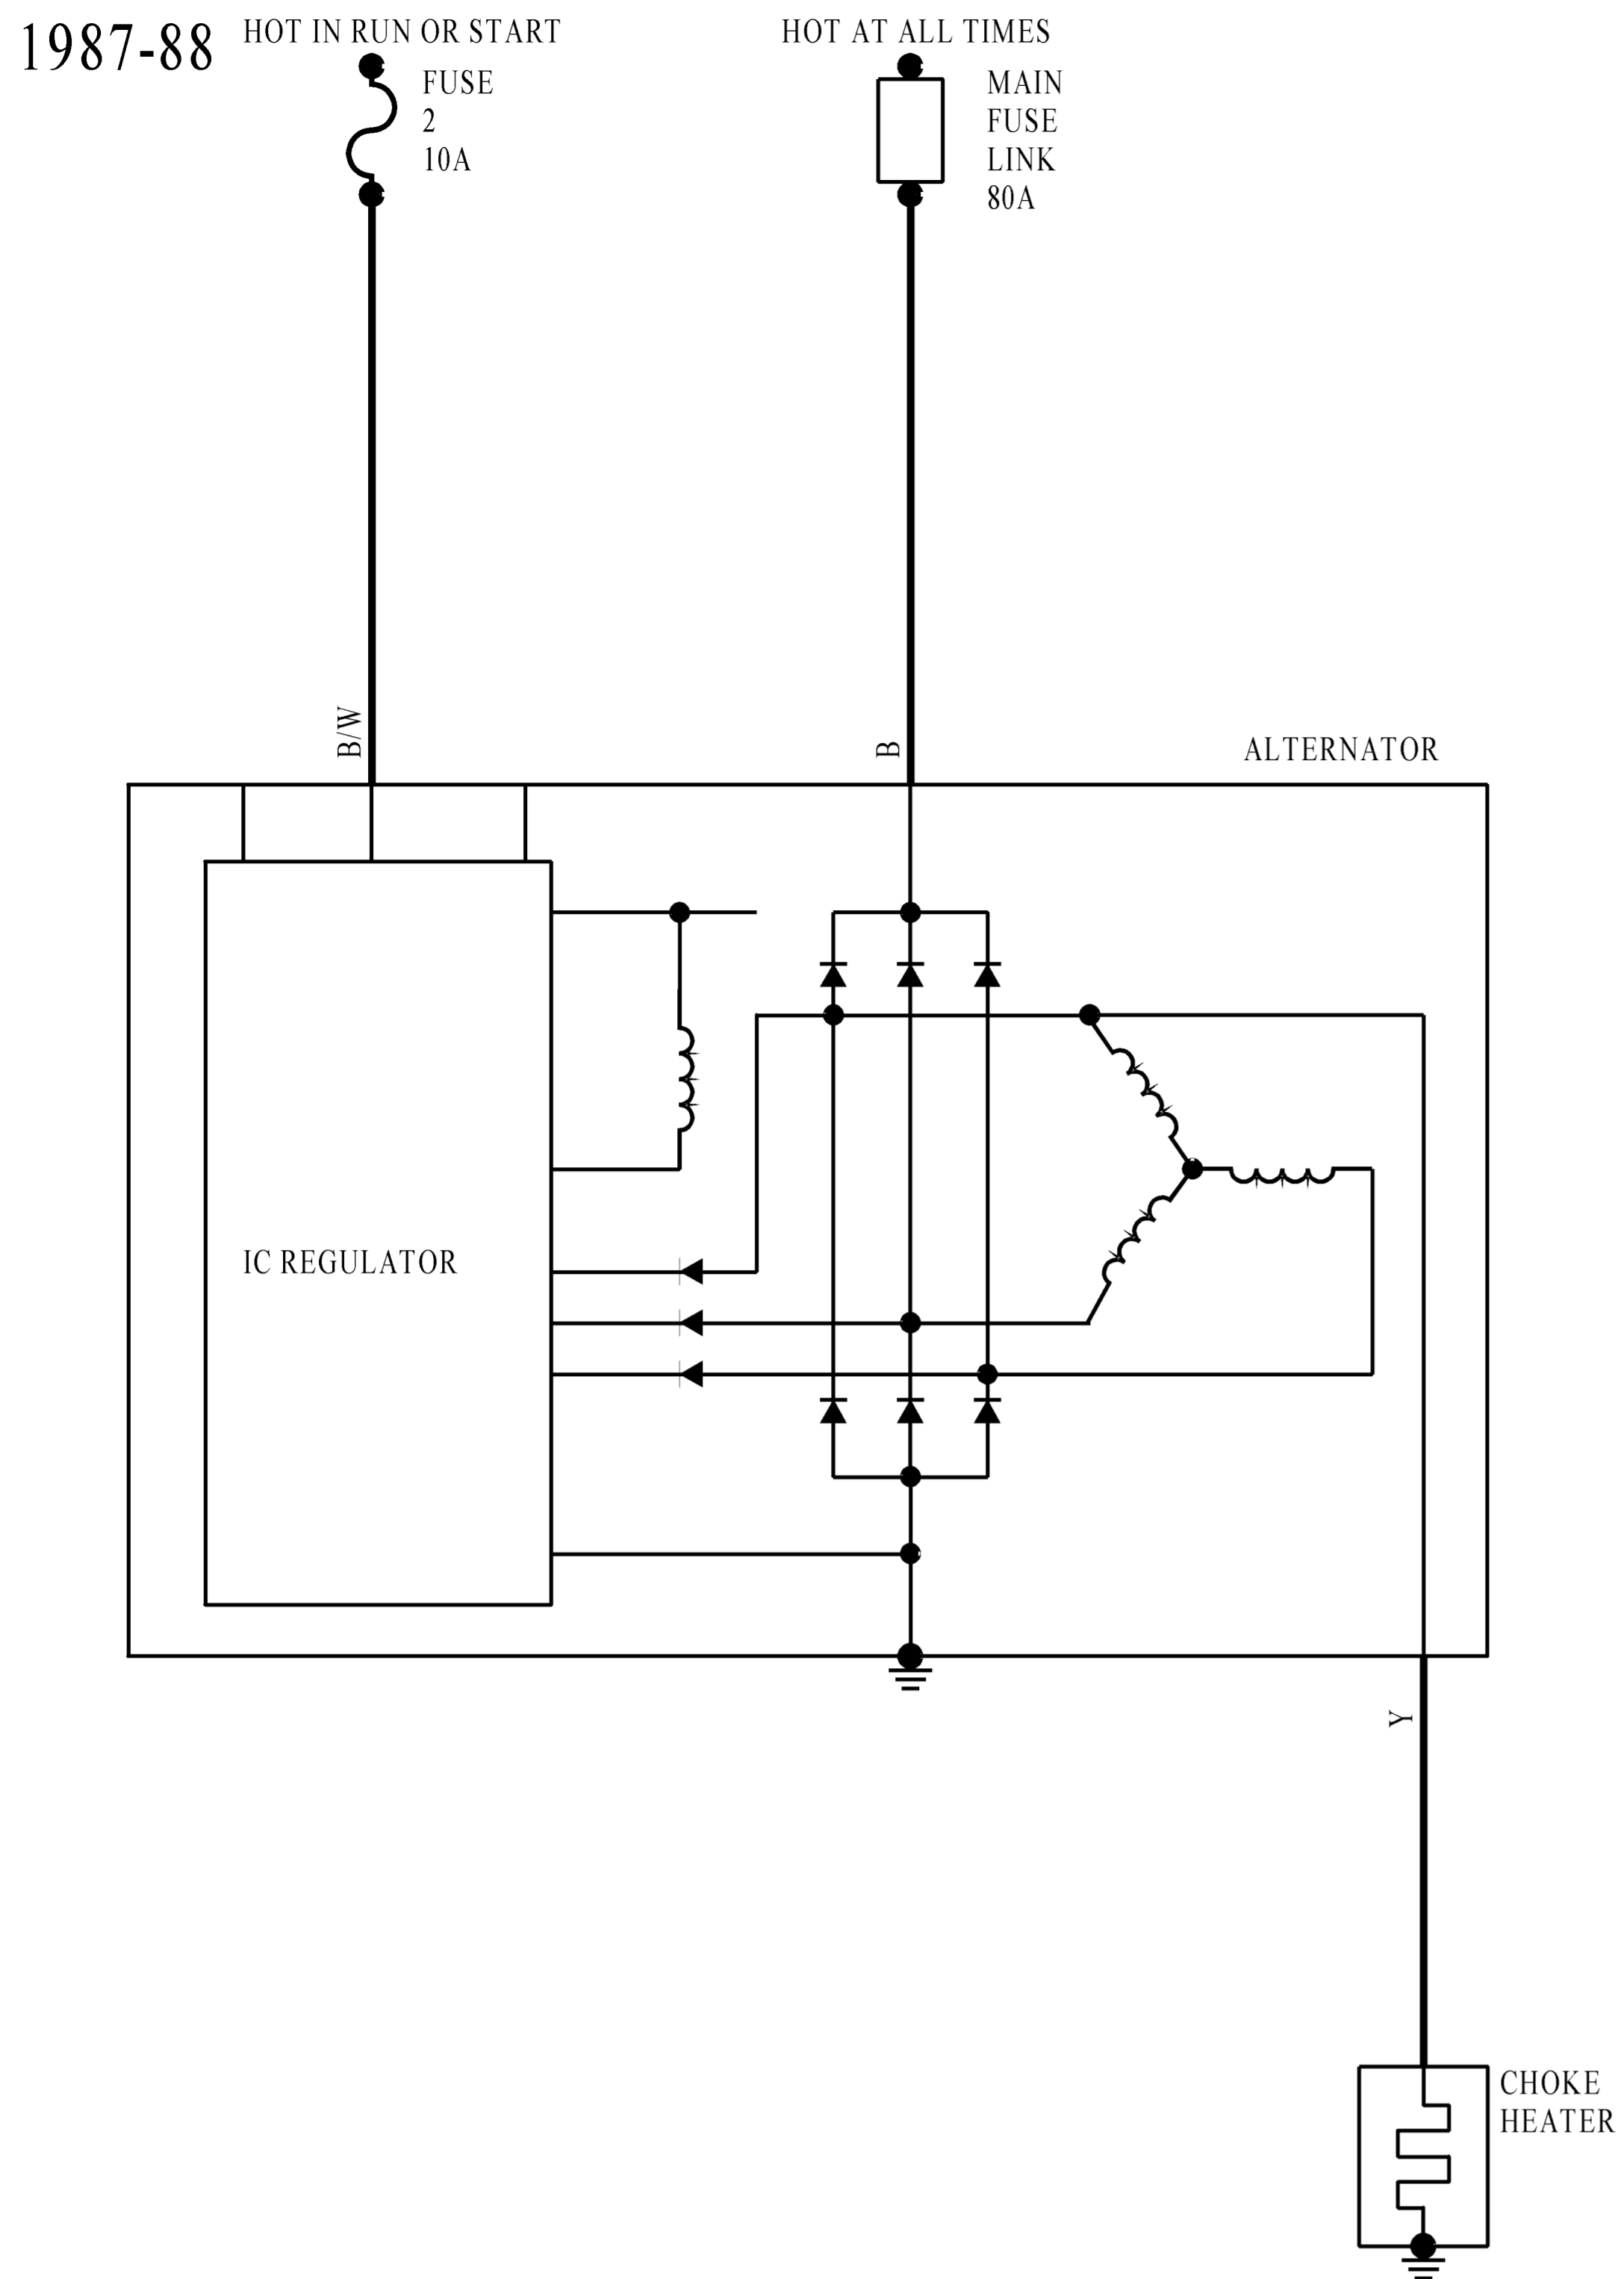 1987-88
HOT IN RUN OR START
HOT AT ALL TIMES
FUSE
2
10A
MAIN
FUSE
LINK
80A
B/W
B
ALTERNATOR
IC REGULATOR
Y
CHOKE
HEATER